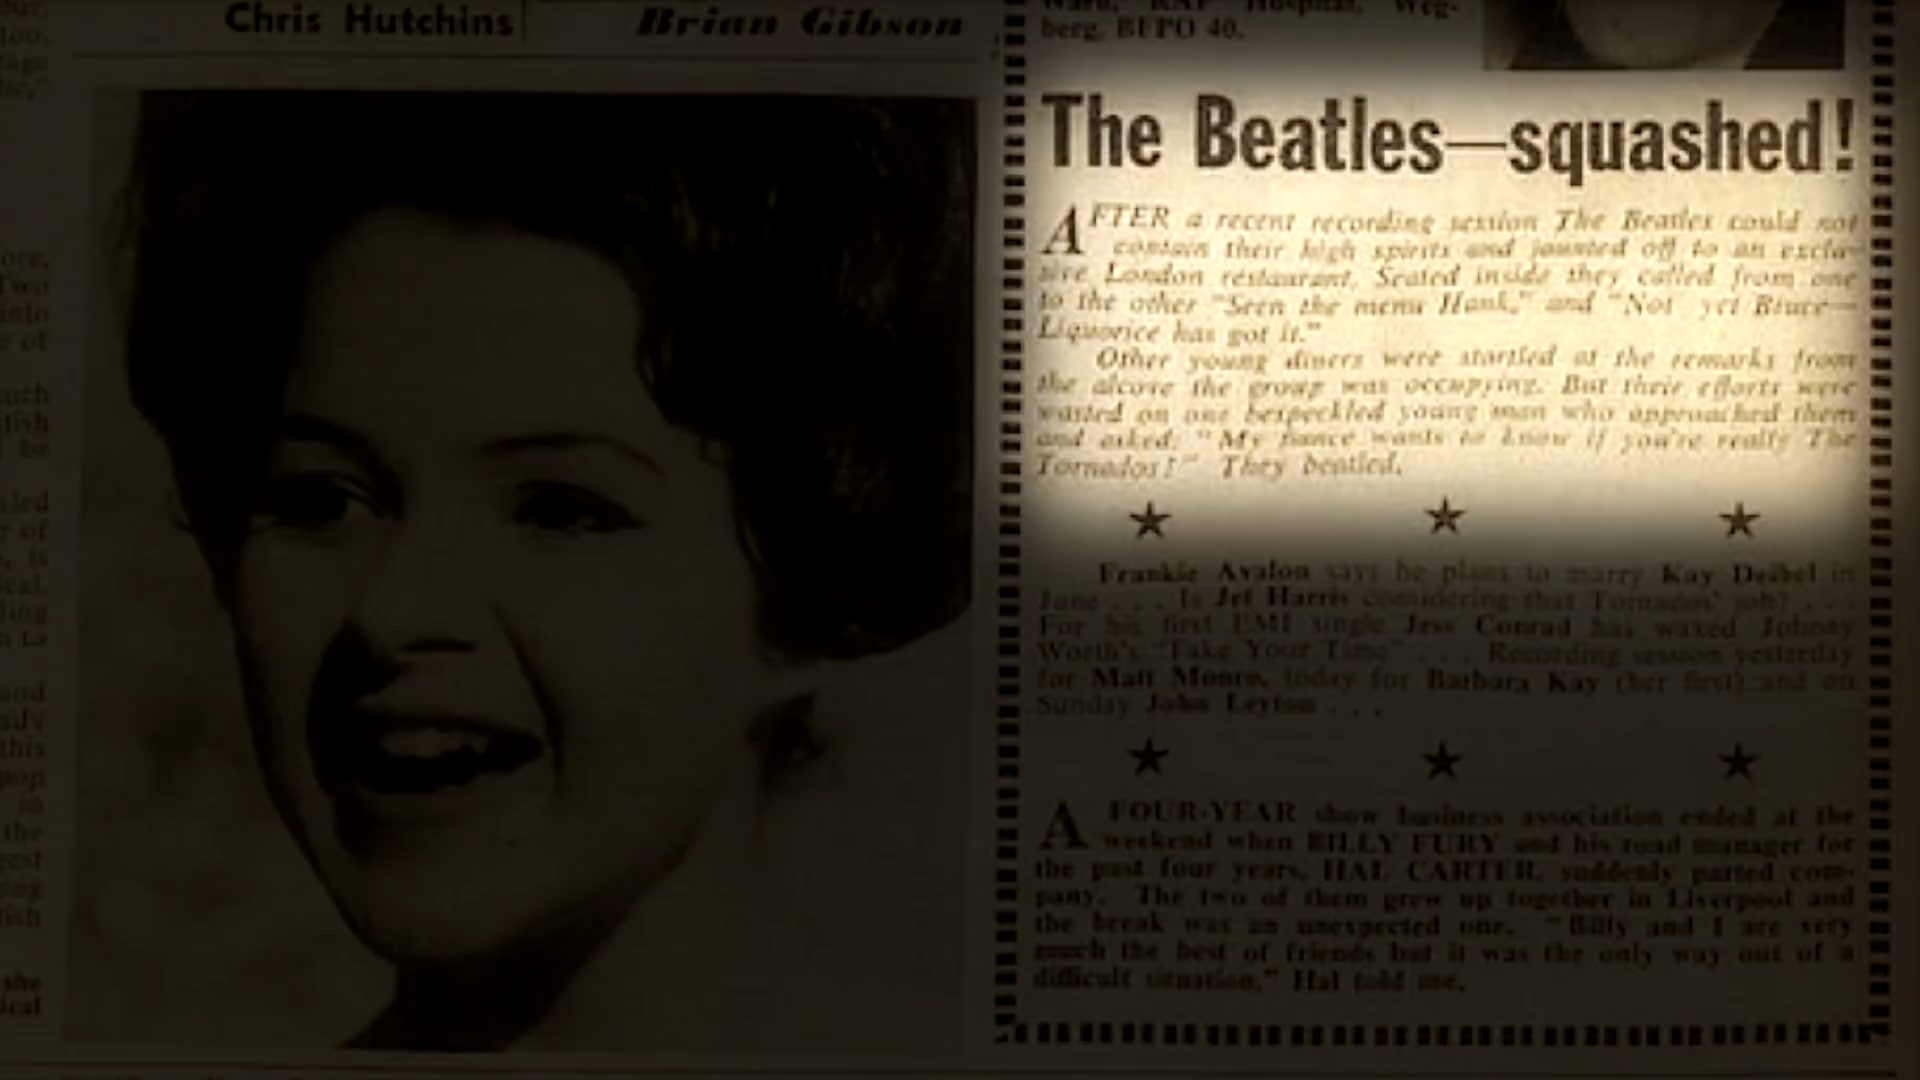 Chris Hutchins
Brian Gibson
berg, BFPO 40.
The Beatles—squashed!
AFTER a recent recording session The Beatles could not
contain their high spirits and jaunted off to an exclu-
sive London restaurant. Seated inside they called from one
to the other "Seen the menu Hank," and "Not yet Bruce—
Liquorice has got it."
Other young diners were startled at the remarks from
the alcove the group was occupying. But their efforts were
wasted on one bespeckled young man who approached them
and asked: "My fiance wants to know if you're really The
Tornados!" They beatled.
Frankie Avalon says he plans to marry Kay Deibel in
June . . . Is Jet Harris considering that Tornados' job? . . .
For his first EMI single Jess Conrad has waxed Johnny
Worth's "Take Your Time" . . . Recording session yesterday
for Matt Monro, today for Barbara Kay (her first) and on
Sunday John Leyton . . .
A FOUR-YEAR show business association ended at the
weekend when BILLY FURY and his road manager for
the past four years, HAL CARTER, suddenly parted com-
pany. The two of them grew up together in Liverpool and
the break was an unexpected one. "Billy and I are very
much the best of friends but it was the only way out of a
difficult situation," Hal told me.